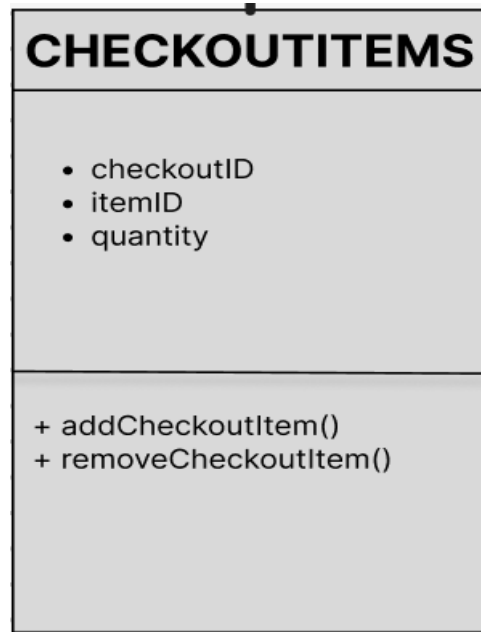 CHECKOUTITEMS
• checkoutID
• itemID
• quantity
+ addCheckoutItem()
+ removeCheckoutItem()